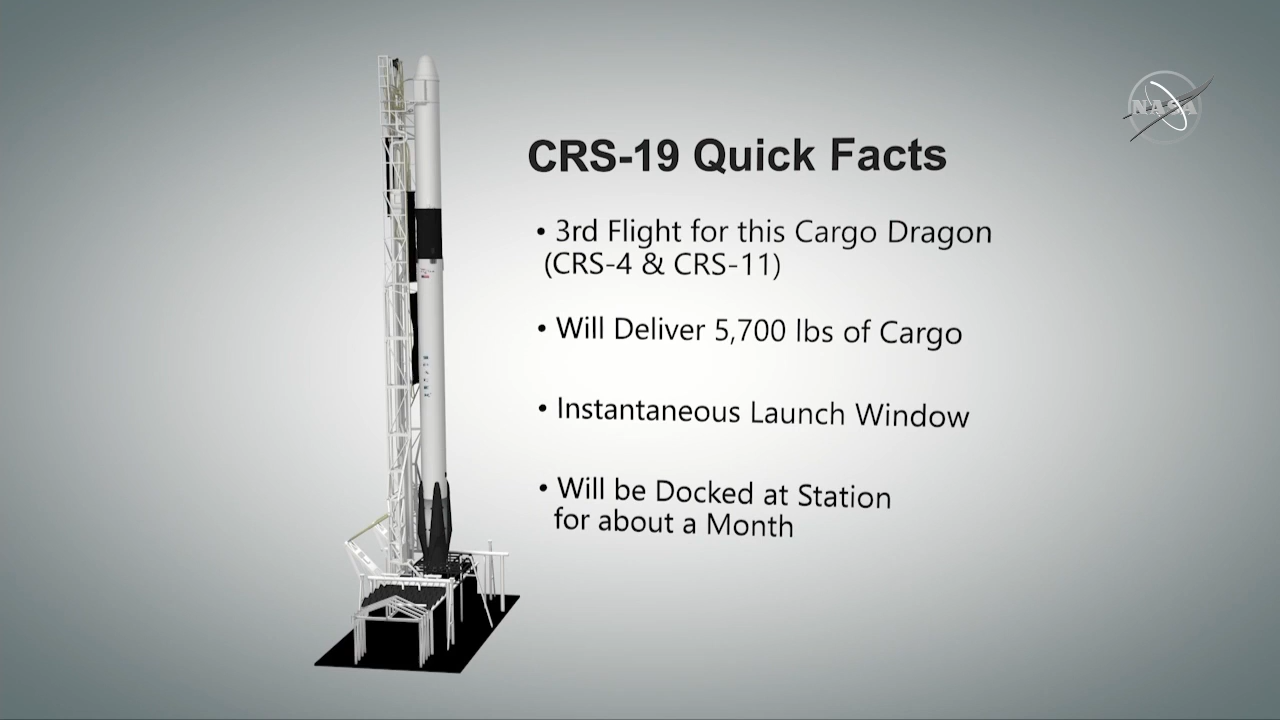 NASA
CRS-19 Quick Facts
• 3rd Flight for this Cargo Dragon
(CRS-4 & CRS-11)
• Will Deliver 5,700 lbs of Cargo
• Instantaneous Launch Window
• Will be Docked at Station
for about a Month